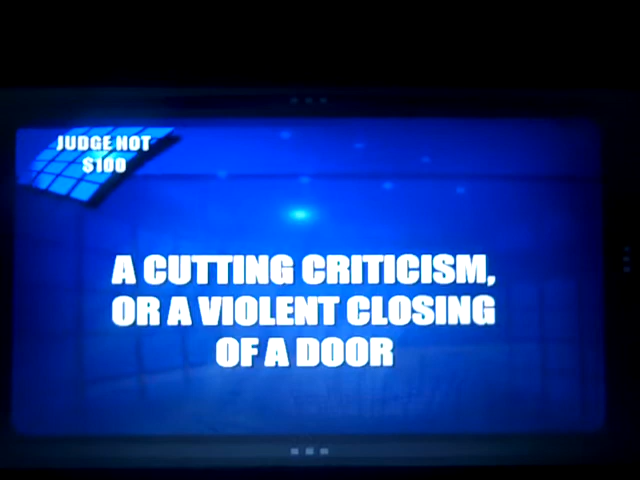 JUDGE NOT
$100
A CUTTING CRITICISM,
OR A VIOLENT CLOSING
OF A DOOR